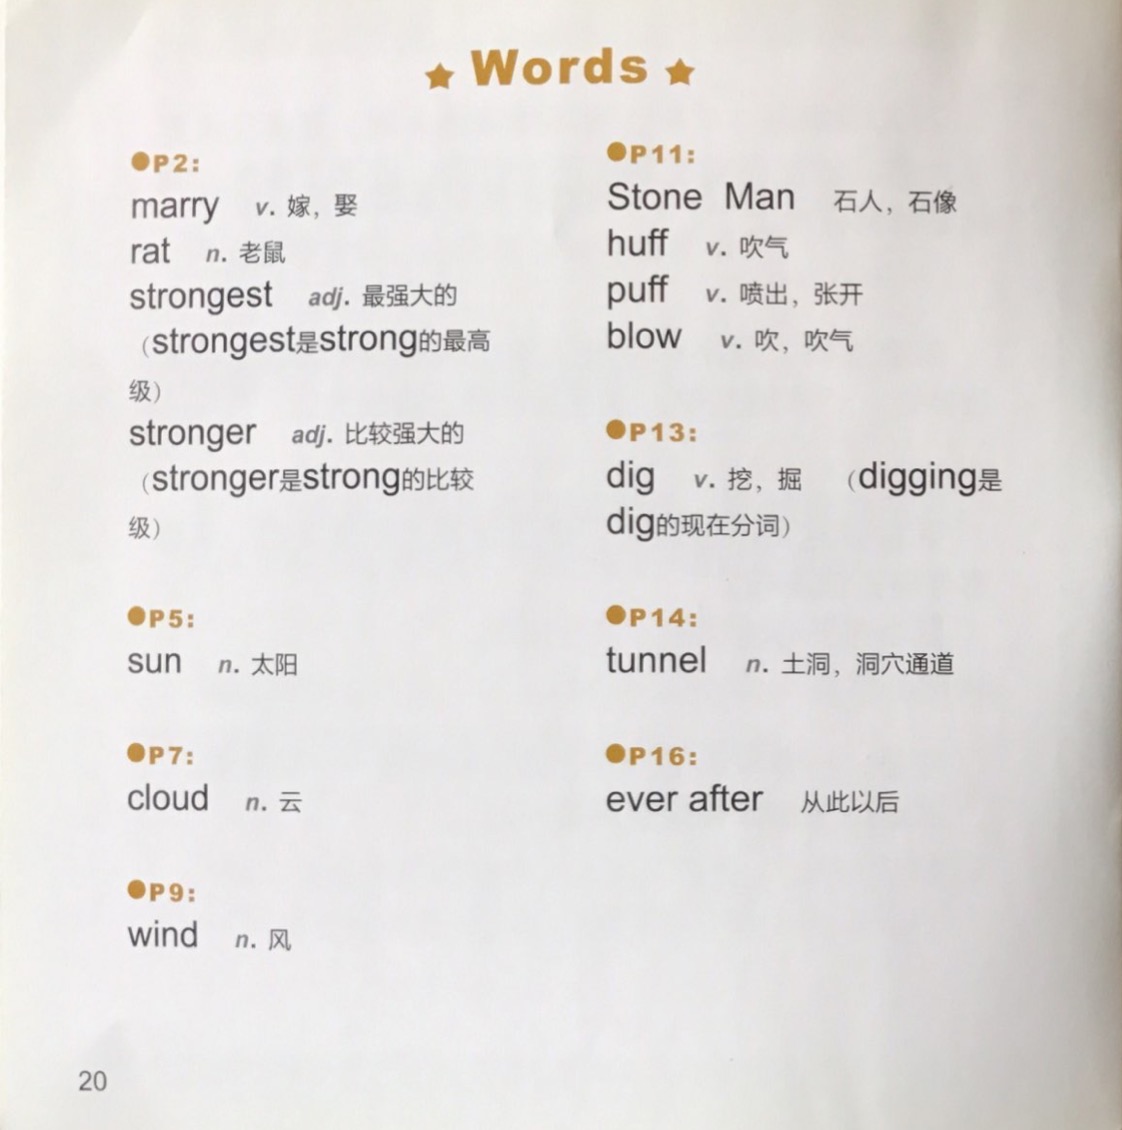 ★ Words ★
●P2:
marry v. 嫁，娶
rat n. 老鼠
strongest adj. 最强大的
（strongest是strong的最高
级）
stronger adj. 比较强大的
（stronger是strong的比较
级）
●P5:
sun n. 太阳
●P7:
cloud n. 云
●P9:
wind n. 风
●P11:
Stone Man 石人，石像
huff v. 吹气
puff v. 喷出，张开
blow v. 吹，吹气
●P13:
dig v. 挖，掘 （digging是
dig的现在分词）
●P14:
tunnel n. 土洞，洞穴通道
●P16:
ever after 从此以后
20